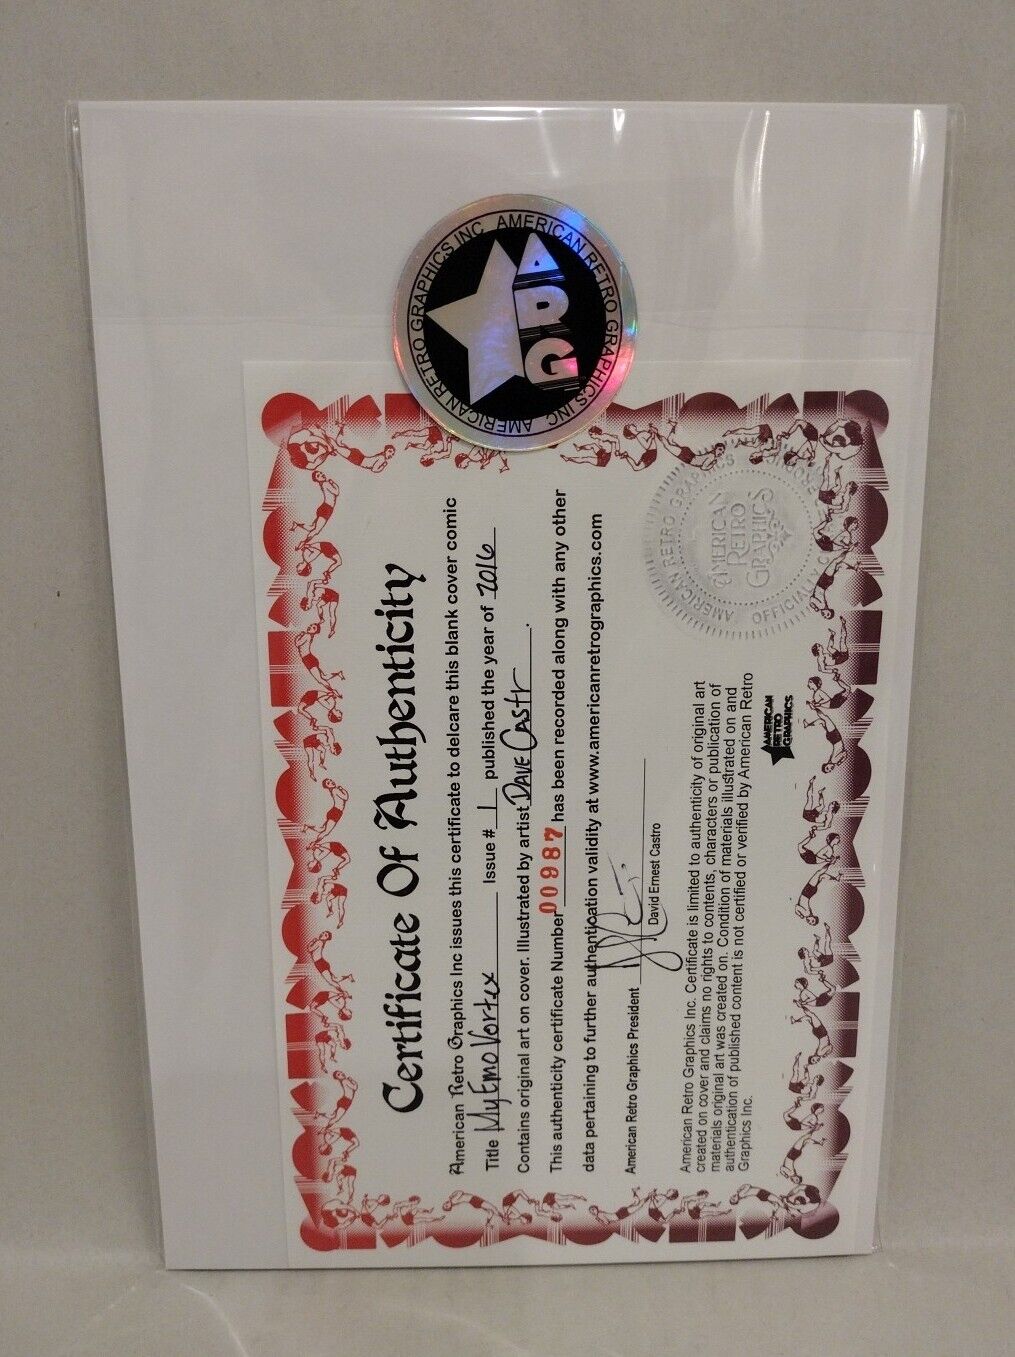 AMERICAN RETRO GRAPHICS INC AMERICAN RETRO GRAPHICS INC
ARG
Certificate Of Authenticity
American Retro Graphics Inc issues this certificate to delcare this blank cover comic
Title My Emo Vortex Issue # 1 published the year of 2016
Contains original art on cover. Illustrated by artist Dave Castr.
This authenticity certificate Number 00987 has been recorded along with any other
data pertaining to further authentication validity at www.americanretrographics.com
American Retro Graphics President
David Ernest Castro
American Retro Graphics Inc. Certificate is limited to authenticity of original art
created on cover and claims no rights to contents, characters or publication of
materials original art was created on. Condition of materials illustrated on and
authentication of published content is not certified or verified by American Retro
Graphics Inc.
AMERICAN
RETRO
GRAPHICS
AMERICAN RETRO GRAPHICS
OFFICIAL
AMERICAN
RETRO
GRAPHICS